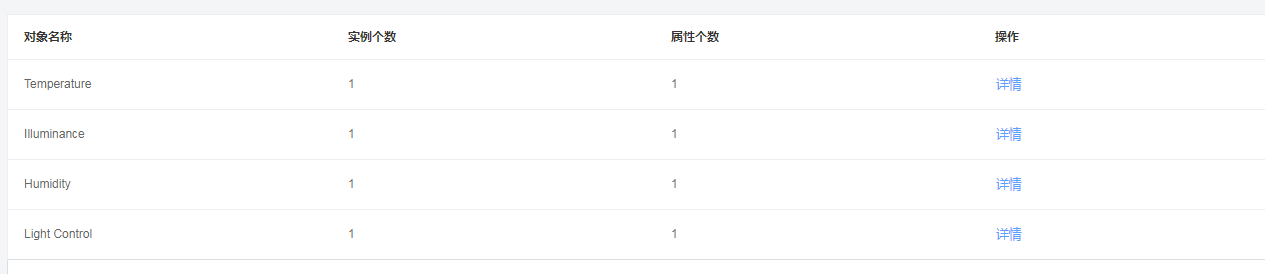 对象名称 实例个数 属性个数 操作
Temperature 1 1 详情
Illuminance 1 1 详情
Humidity 1 1 详情
Light Control 1 1 详情